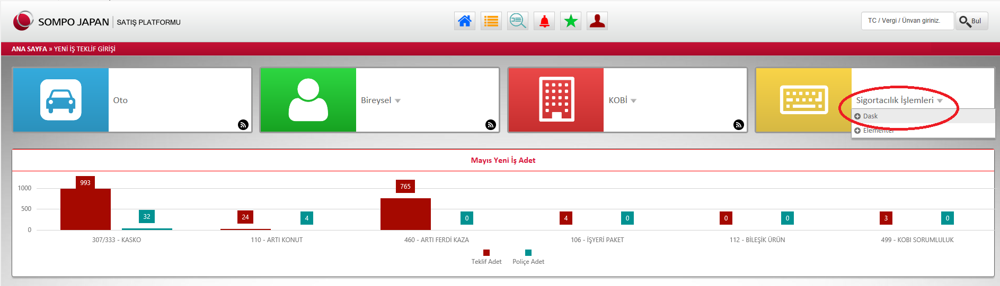 SOMPO JAPAN | SATIŞ PLATFORMU
TC / Vergi / Ünvan giriniz.
Bul
ANA SAYFA » YENİ İŞ TEKLİF GİRİŞİ
Oto
Bireysel
KOBİ
Sigortacılık İşlemleri
Dask
Elementer
Mayıs Yeni İş Adet
1000
500
0
993
32
24
4
765
0
4
0
0
0
3
0
307/333 - KASKO
110 - ARTI KONUT
460 - ARTI FERDİ KAZA
106 - İŞYERİ PAKET
112 - BİLEŞİK ÜRÜN
499 - KOBI SORUMLULUK
Teklif Adet
Poliçe Adet